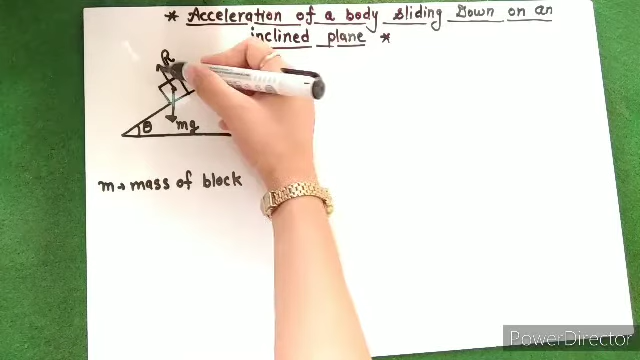 * Acceleration of a body sliding Down on an
inclined plane *
R
θ
mg
m → mass of block
PowerDirector